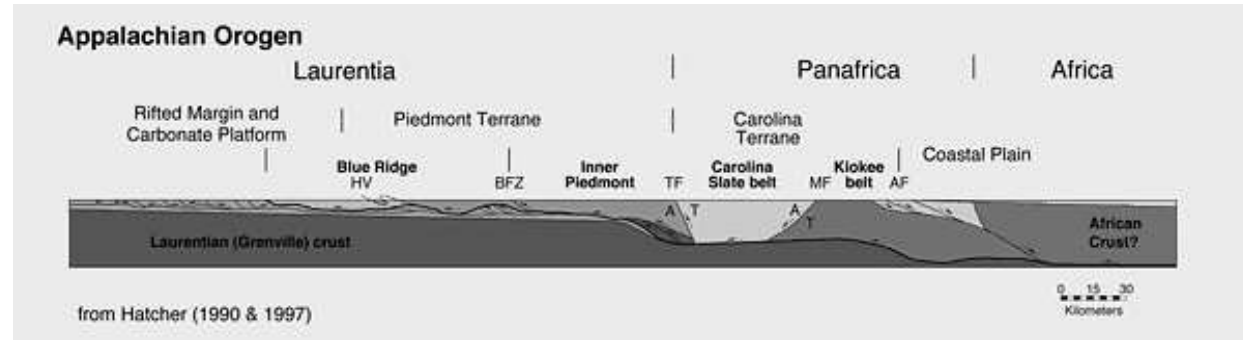 Appalachian Orogen
Laurentia | Panafrica | Africa
Rifted Margin and
Carbonate Platform
Piedmont Terrane
Carolina
Terrane
Coastal Plain
Blue Ridge
HV
BFZ
Inner
Piedmont
TF
Carolina
Slate belt
MF
Kiokee
belt
AF
A T
A
T
Laurentian (Grenville) crust
African
Crust?
0 15 30
Kilometers
from Hatcher (1990 & 1997)